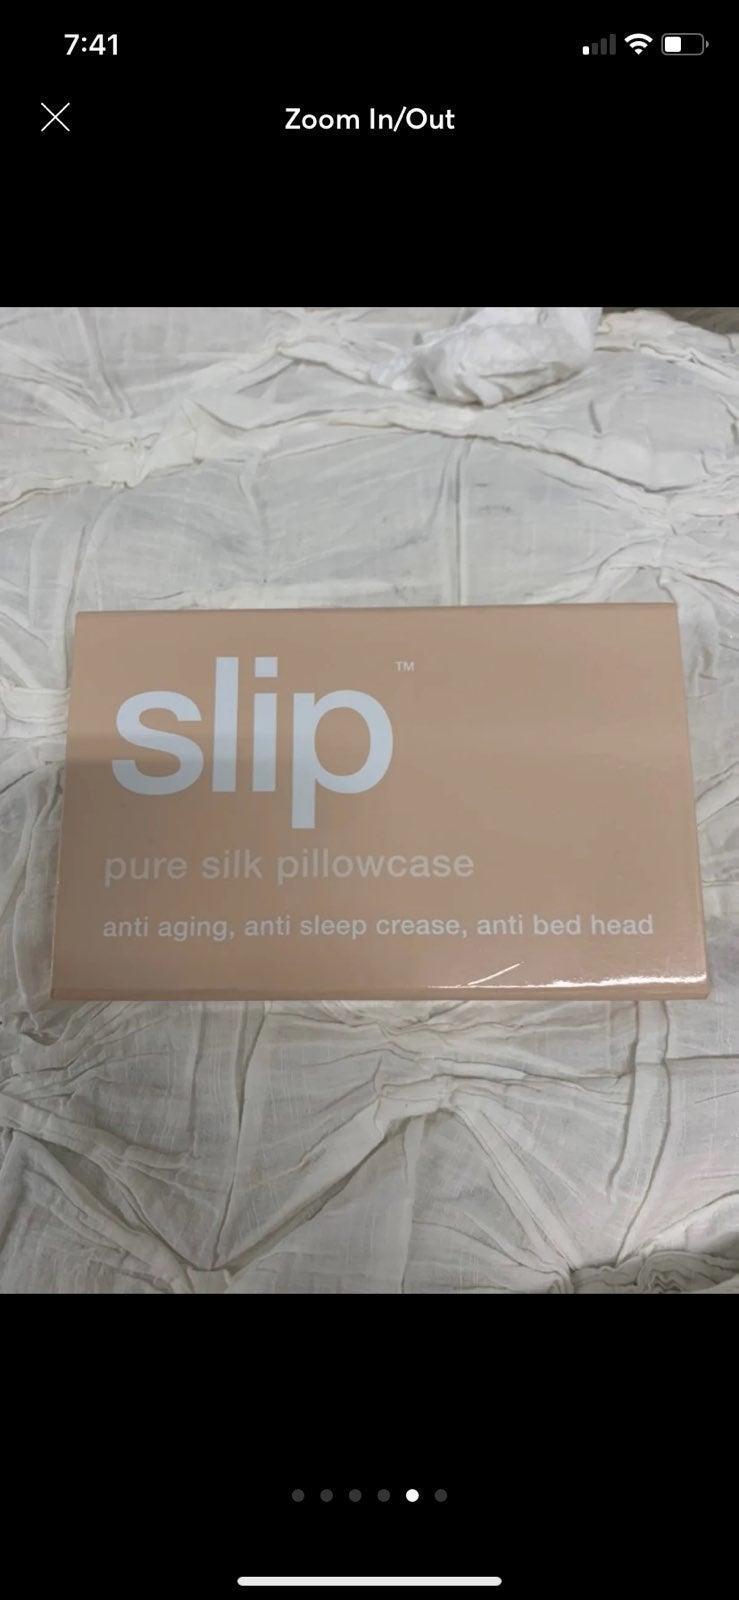 7:41
Zoom In/Out
slip™
pure silk pillowcase
anti aging, anti sleep crease, anti bed head